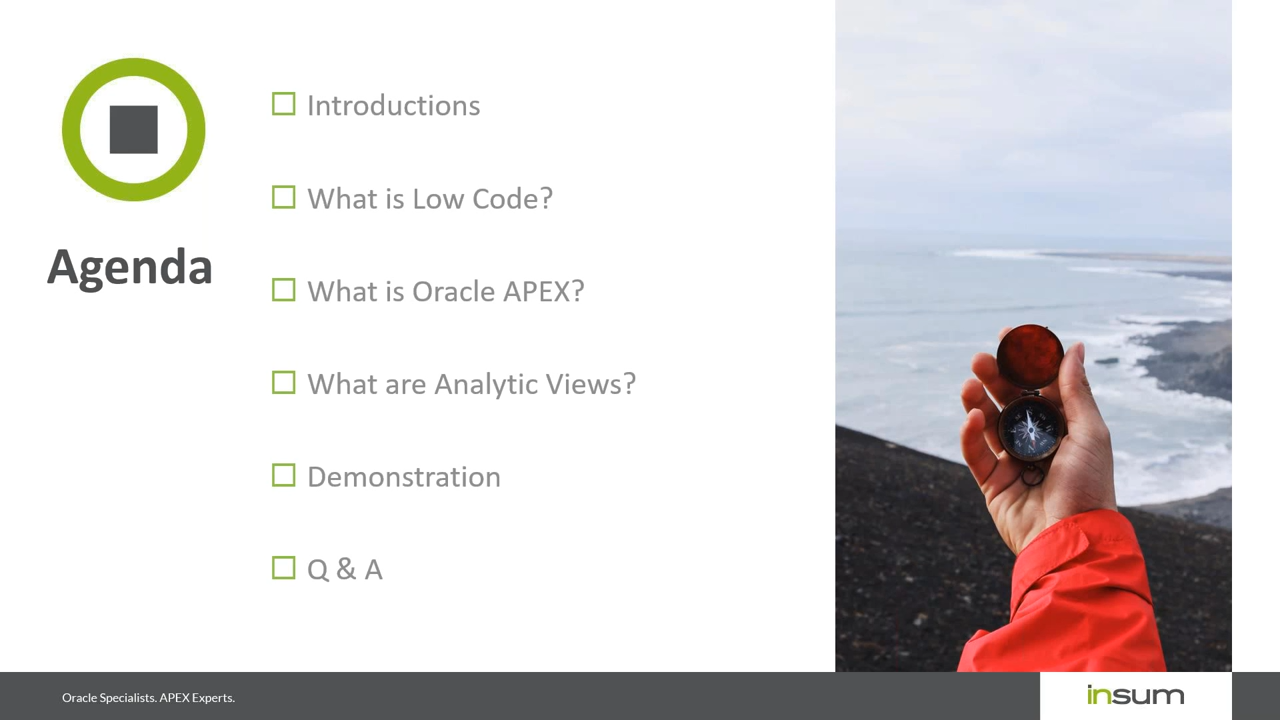 Agenda
Introductions
What is Low Code?
What is Oracle APEX?
What are Analytic Views?
Demonstration
Q & A
Oracle Specialists. APEX Experts.
insum